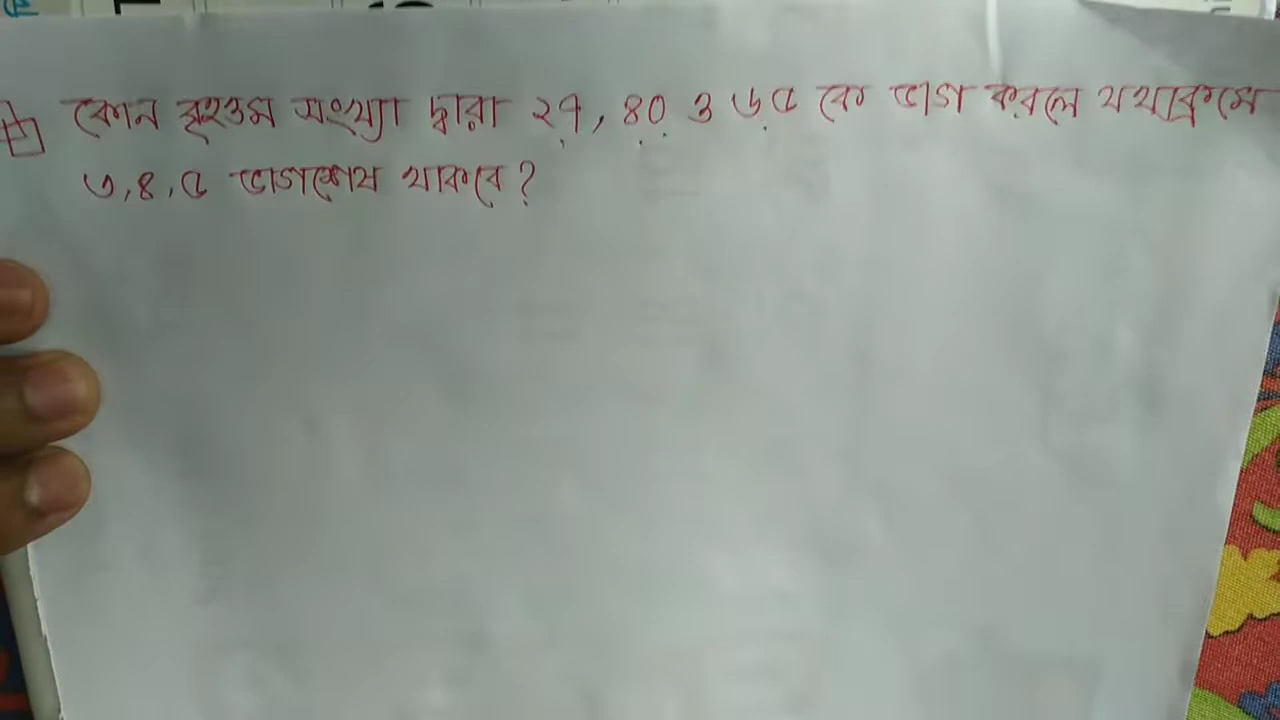 কোন বৃহত্তম সংখ্যা দ্বারা ২৭, ৪০ ও ৬৫ কে ভাগ করলে যথাক্রমে
৩, ৪, ৫ ভাগশেষ থাকবে?